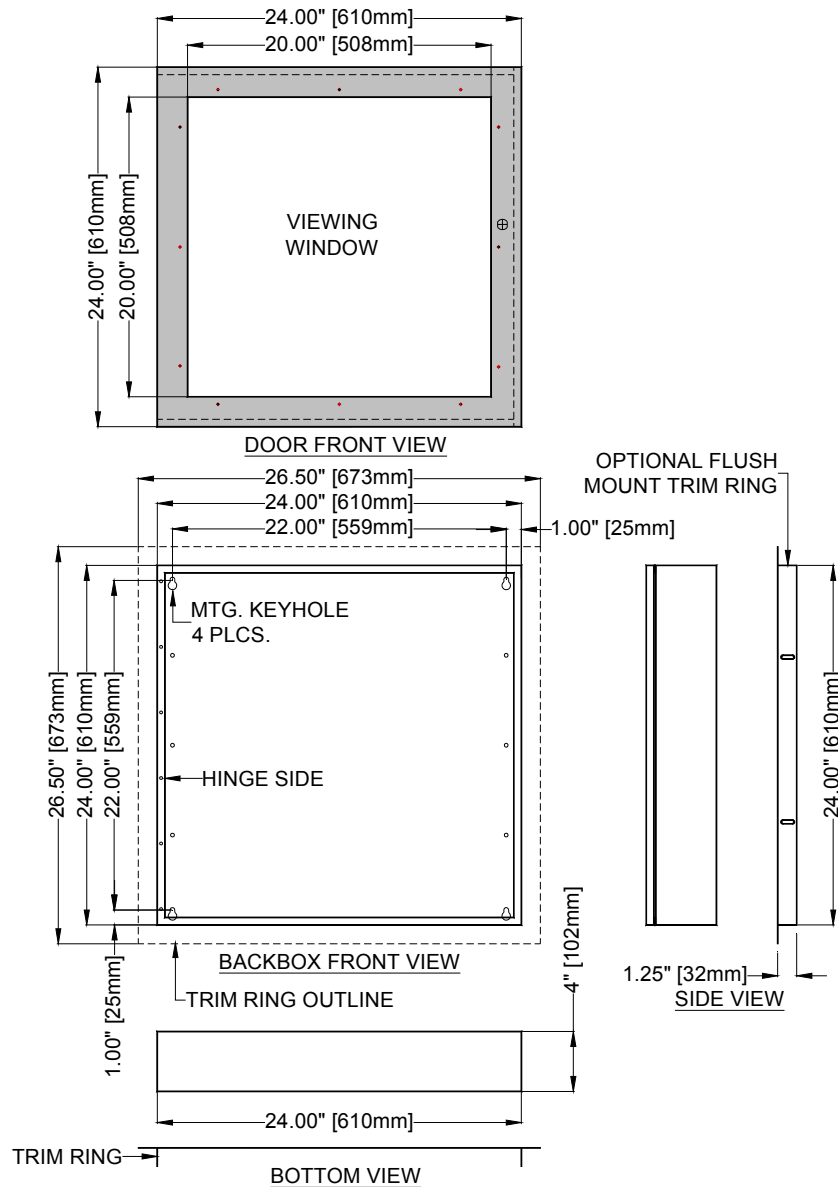 24.00" [610mm]
20.00" [508mm]
24.00" [610mm]
20.00" [508mm]
VIEWING
WINDOW
DOOR FRONT VIEW
26.50" [673mm]
24.00" [610mm]
22.00" [559mm]
1.00" [25mm]
OPTIONAL FLUSH
MOUNT TRIM RING
MTG. KEYHOLE
4 PLCS.
26.50" [673mm]
24.00" [610mm]
22.00" [559mm]
HINGE SIDE
24.00" [610mm]
1.00" [25mm]
BACKBOX FRONT VIEW
TRIM RING OUTLINE
4" [102mm]
1.25" [32mm]
SIDE VIEW
24.00" [610mm]
TRIM RING
BOTTOM VIEW